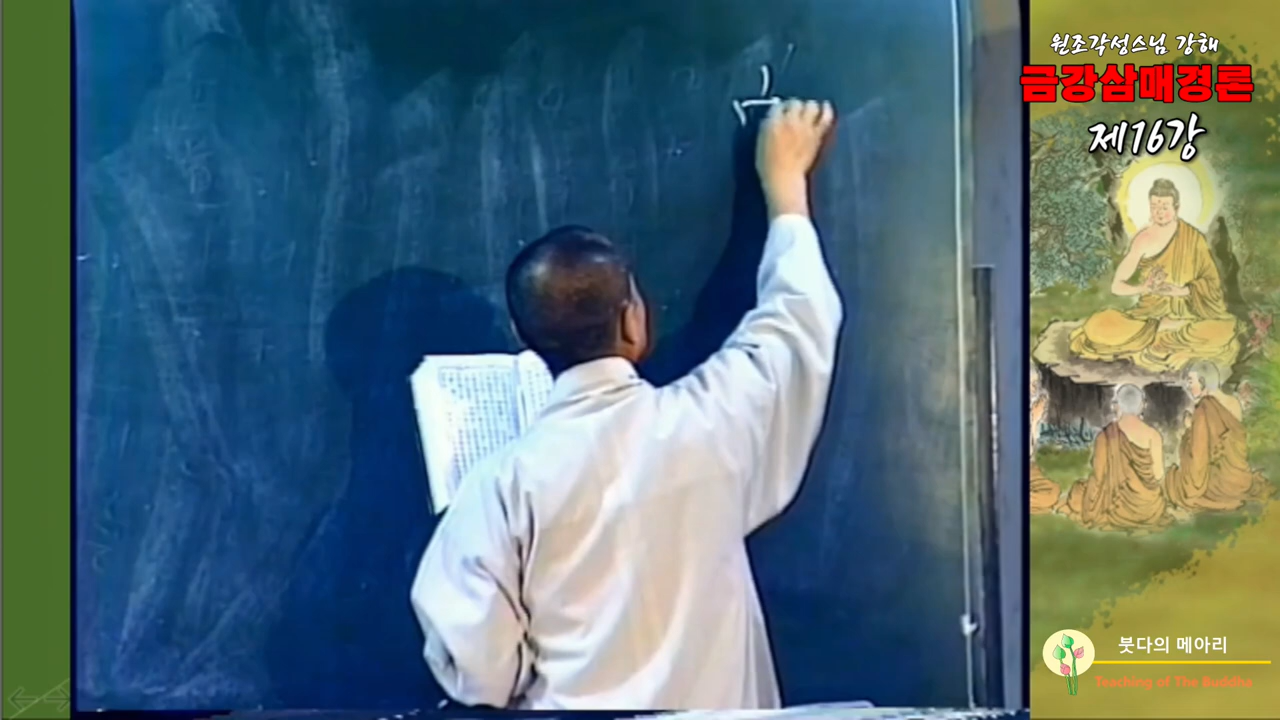 원조각성스님 강해
금강삼매경론
제16강
붓다의 메아리
Teaching of The Buddha